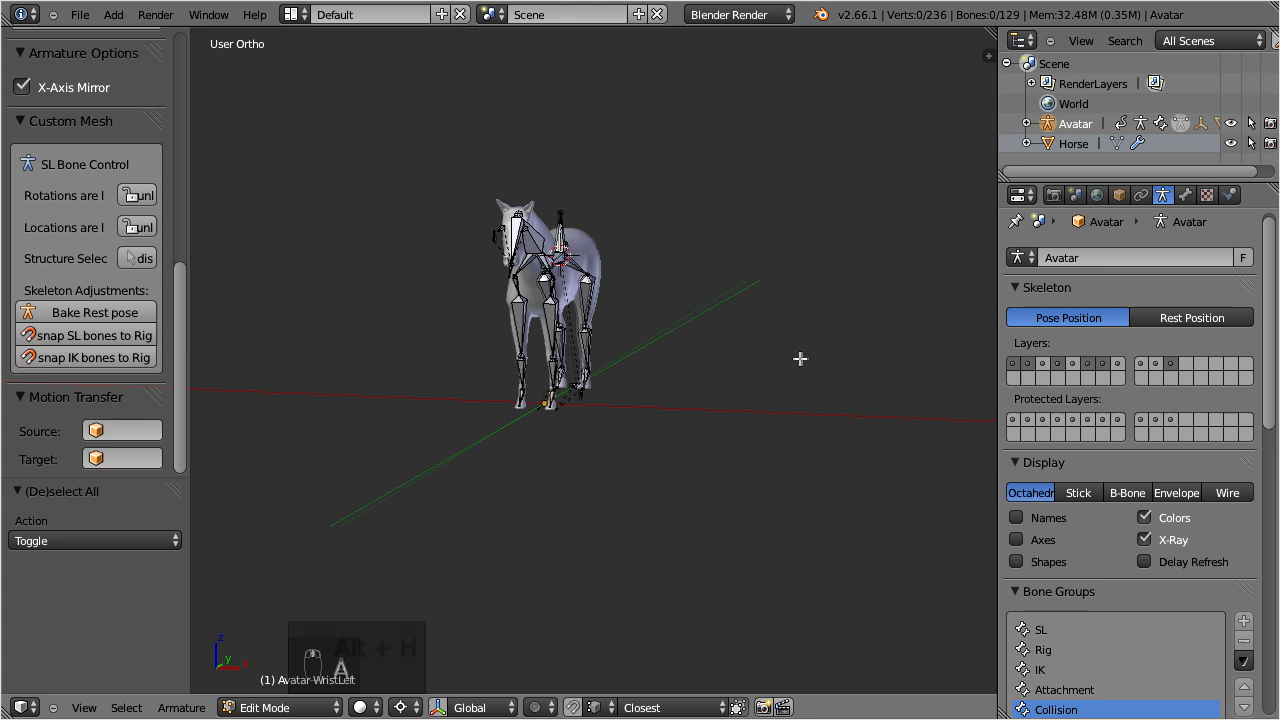 File Add Render Window Help Default Scene Blender Render v2.66.1 | Verts:0/236 | Bones:0/129 | Mem:32.48M (0.35M) | Avatar
User Ortho
Armature Options
X-Axis Mirror
Custom Mesh
SL Bone Control
Rotations are l unl
Locations are l unl
Structure Selec dis
Skeleton Adjustments:
Bake Rest pose
snap SL bones to Rig
snap IK bones to Rig
Motion Transfer
Source:
Target:
(De)select All
Action
Toggle
Alt + H
A
z
y
x
(1) Avatar WristLeft
View Select Armature Edit Mode Global Closest
View Search All Scenes
Scene
RenderLayers |
World
Avatar |
Horse |
Avatar Avatar
Avatar F
Skeleton
Pose Position Rest Position
Layers:
Protected Layers:
Display
Octahedr Stick B-Bone Envelope Wire
Names Colors
Axes X-Ray
Shapes Delay Refresh
Bone Groups
SL
Rig
IK
Attachment
Collision